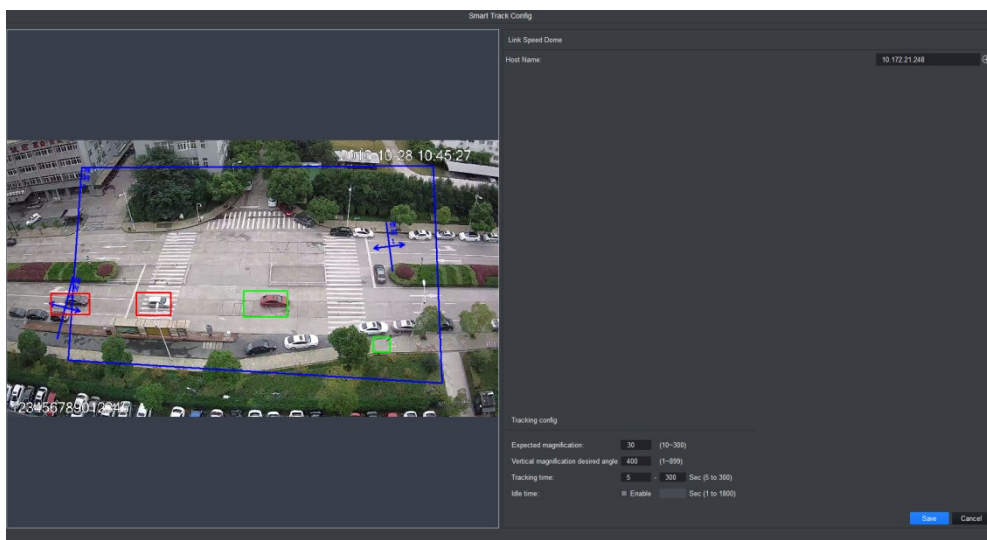 Smart Track Config
Link Speed Dome
Host Name: 10.172.21.248
10-28 10:45:27
Tracking config
Expected magnification: 30 (10~300)
Vertical magnification desired angle 400 (1~899)
Tracking time: 5 - 300 Sec (5 to 300)
Idle time: Enable Sec (1 to 1800)
Save Cancel